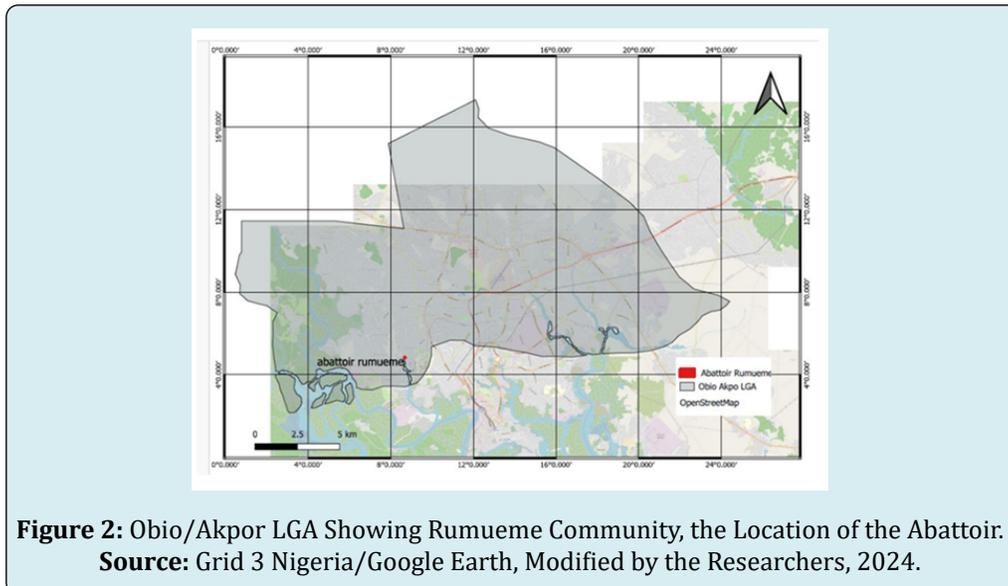 0°0.000' 4°0.000' 8°0.000' 12°0.000' 16°0.000' 20°0.000' 24°0.000'
16°0.000'
16°0.000'
12°0.000'
12°0.000'
8°0.000'
8°0.000'
abattoir rumueme
4°0.000'
4°0.000'
Abattoir Rumueme
Obio Akpo LGA
OpenStreetMap
0 2.5 5 km
0°0.000' 4°0.000' 8°0.000' 12°0.000' 16°0.000' 20°0.000' 24°0.000'
Figure 2: Obio/Akpor LGA Showing Rumueme Community, the Location of the Abattoir.
Source: Grid 3 Nigeria/Google Earth, Modified by the Researchers, 2024.